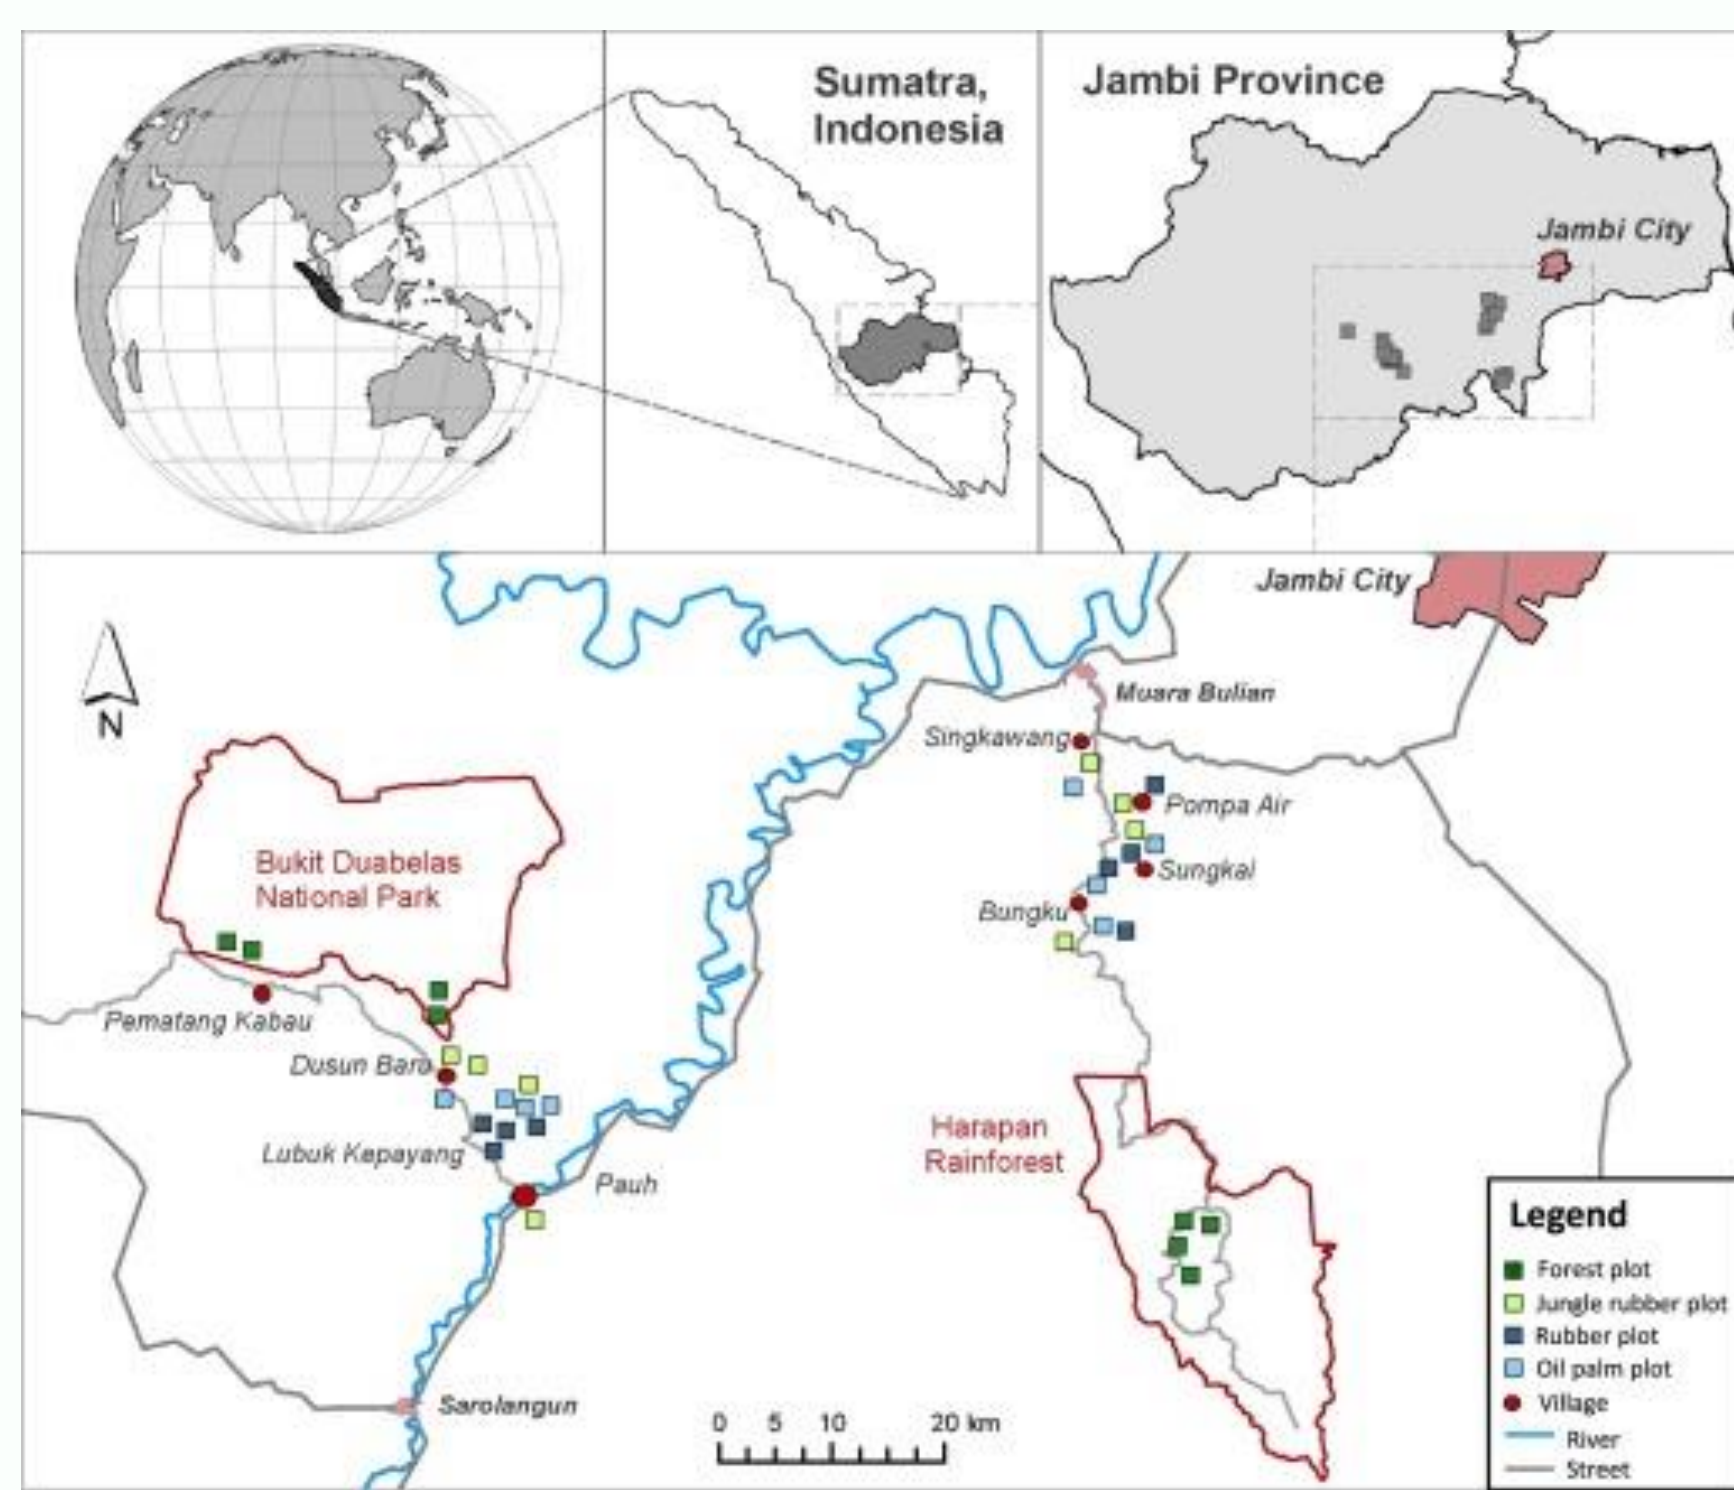 Sumatra,
Indonesia
Jambi Province
Jambi City
Jambi City
N
Muara Bulian
Singkawang
Pompa Air
Bukit Duabelas
National Park
Sungkai
Bungku
Pematang Kabau
Dusun Baru
Lubuk Kepayang
Harapan
Rainforest
Pauh
Sarolangun
0 5 10 20 km
Legend
Forest plot
Jungle rubber plot
Rubber plot
Oil palm plot
Village
River
Street